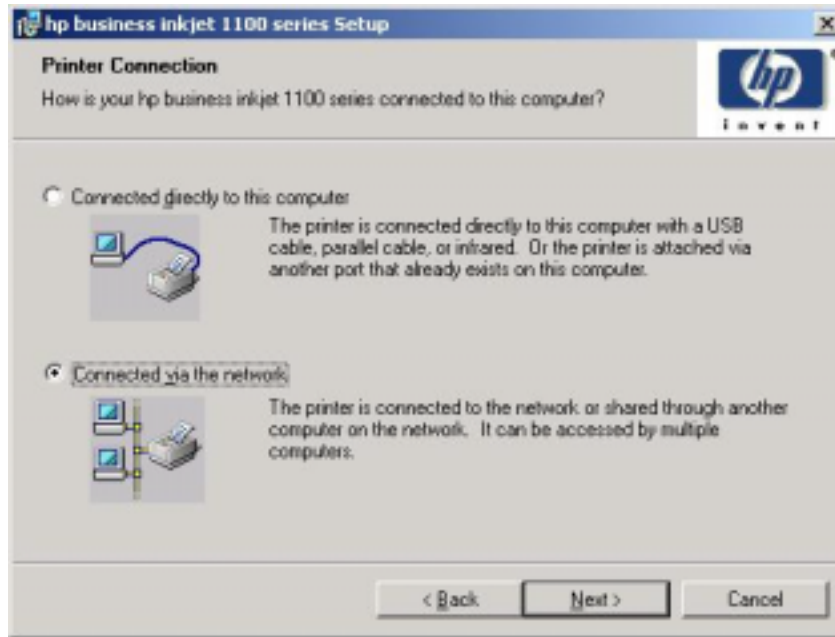 hp business inkjet 1100 series Setup
Printer Connection
How is your hp business inkjet 1100 series connected to this computer?
hp
invent
Connected directly to this computer
The printer is connected directly to this computer with a USB
cable, parallel cable, or infrared. Or the printer is attached via
another port that already exists on this computer.
Connected via the network
The printer is connected to the network or shared through another
computer on the network. It can be accessed by multiple
computers.
< Back
Next >
Cancel